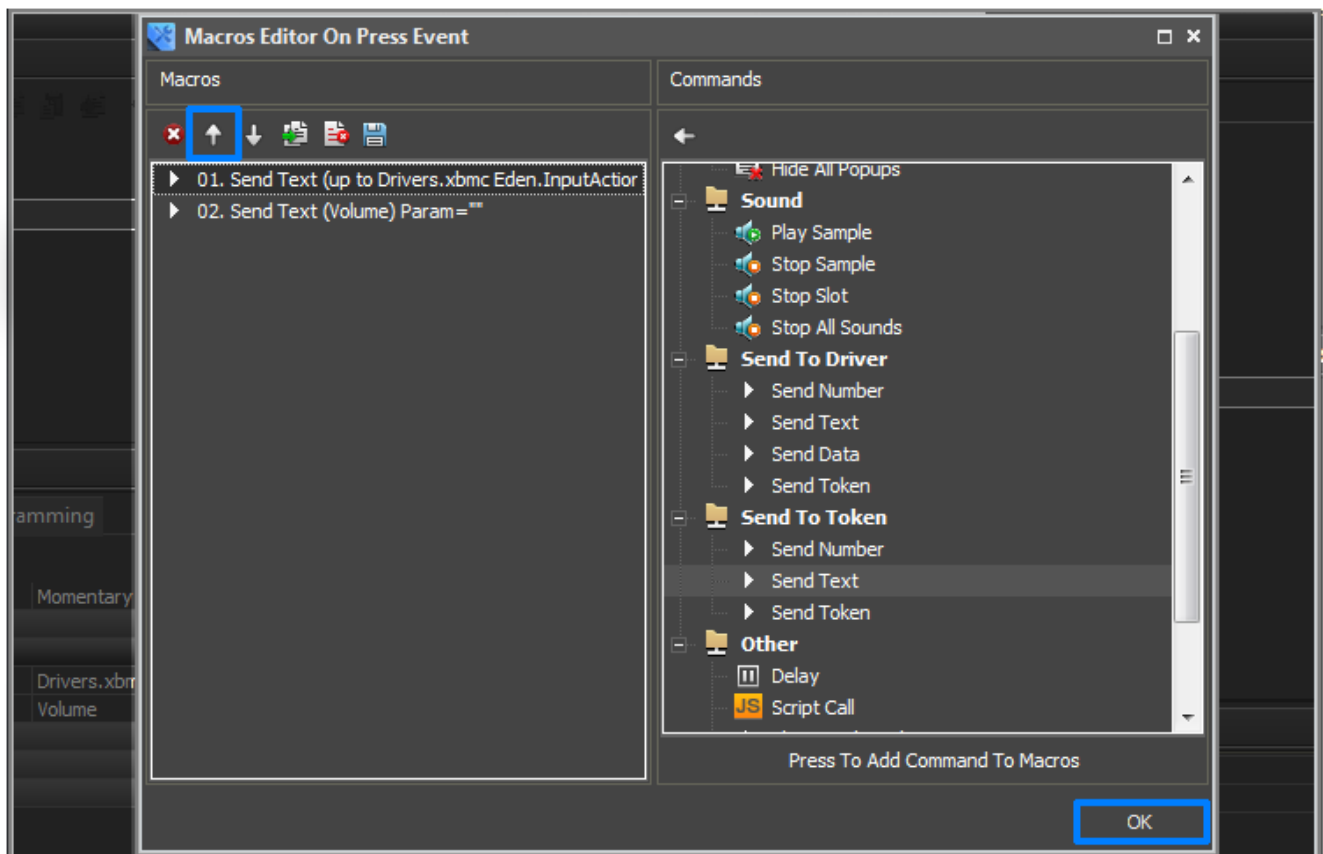 Macros Editor On Press Event
Macros
Commands
01. Send Text (up to Drivers.xbmc Eden.InputAction
02. Send Text (Volume) Param=""
Hide All Popups
Sound
Play Sample
Stop Sample
Stop Slot
Stop All Sounds
Send To Driver
Send Number
Send Text
Send Data
Send Token
Send To Token
Send Number
Send Text
Send Token
Other
Delay
JS Script Call
Press To Add Command To Macros
OK
ramming
Momentary
Drivers.xbm
Volume